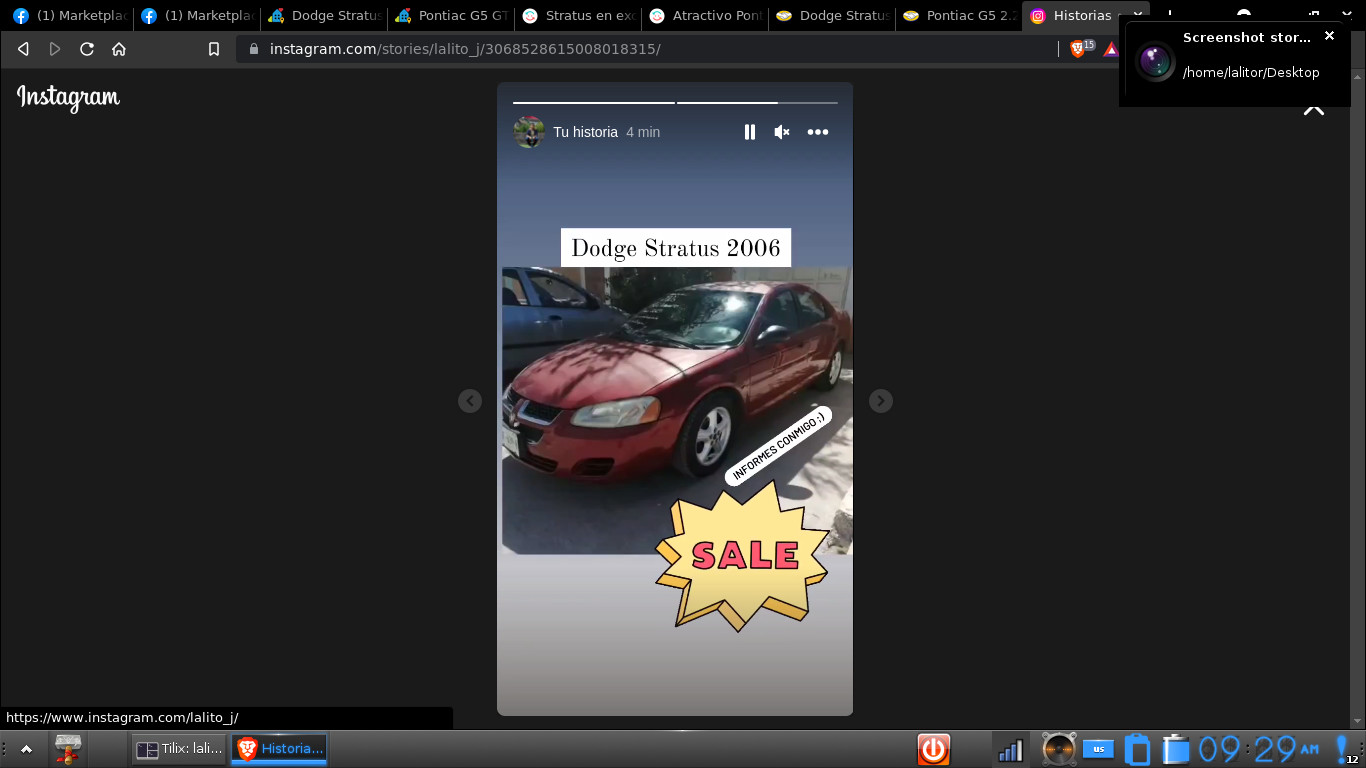 (1) Marketplac
(1) Marketplac
Dodge Stratus
Pontiac G5 GT
Stratus en exc
Atractivo Pont
Dodge Stratus
Pontiac G5 2.2
Historias
instagram.com/stories/lalito_j/3068528615008018315/
15
Screenshot stor...
/home/lalitor/Desktop
Instagram
Tu historia 4 min
Dodge Stratus 2006
INFORMES CONMIGO ;)
SALE
https://www.instagram.com/lalito_j/
Tilix: lali...
Historia...
us
09:29 AM
12